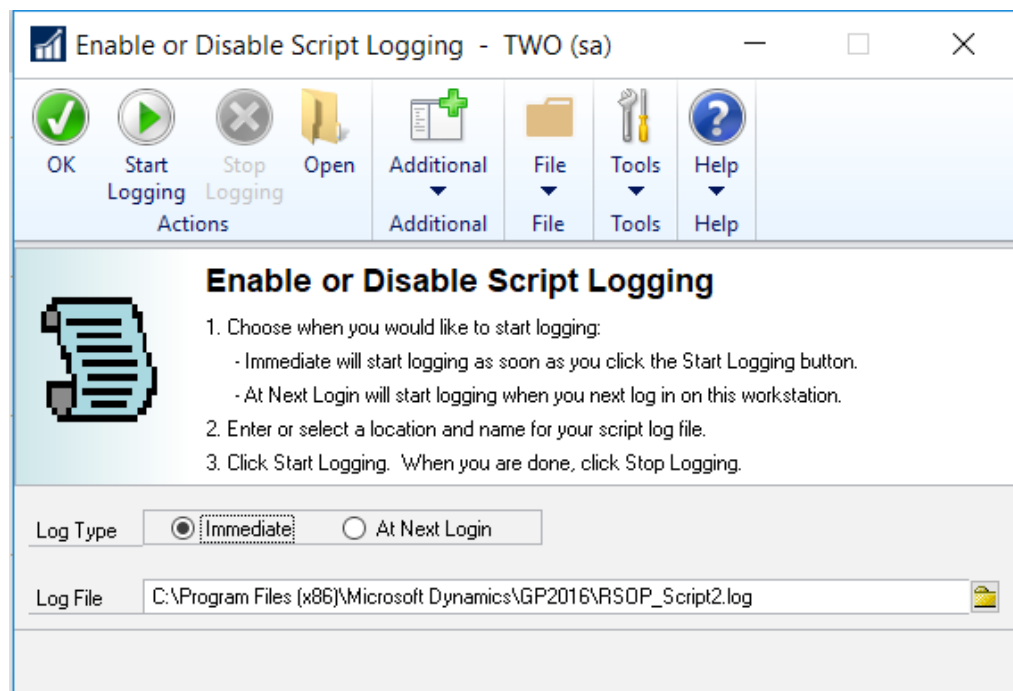 Enable or Disable Script Logging - TWO (sa)
OK Start Logging Stop Logging Open Additional File Tools Help
Actions Additional File Tools Help
Enable or Disable Script Logging
1. Choose when you would like to start logging:
- Immediate will start logging as soon as you click the Start Logging button.
- At Next Login will start logging when you next log in on this workstation.
2. Enter or select a location and name for your script log file.
3. Click Start Logging. When you are done, click Stop Logging.
Log Type Immediate At Next Login
Log File C:\Program Files (x86)\Microsoft Dynamics\GP2016\RSOP_Script2.log